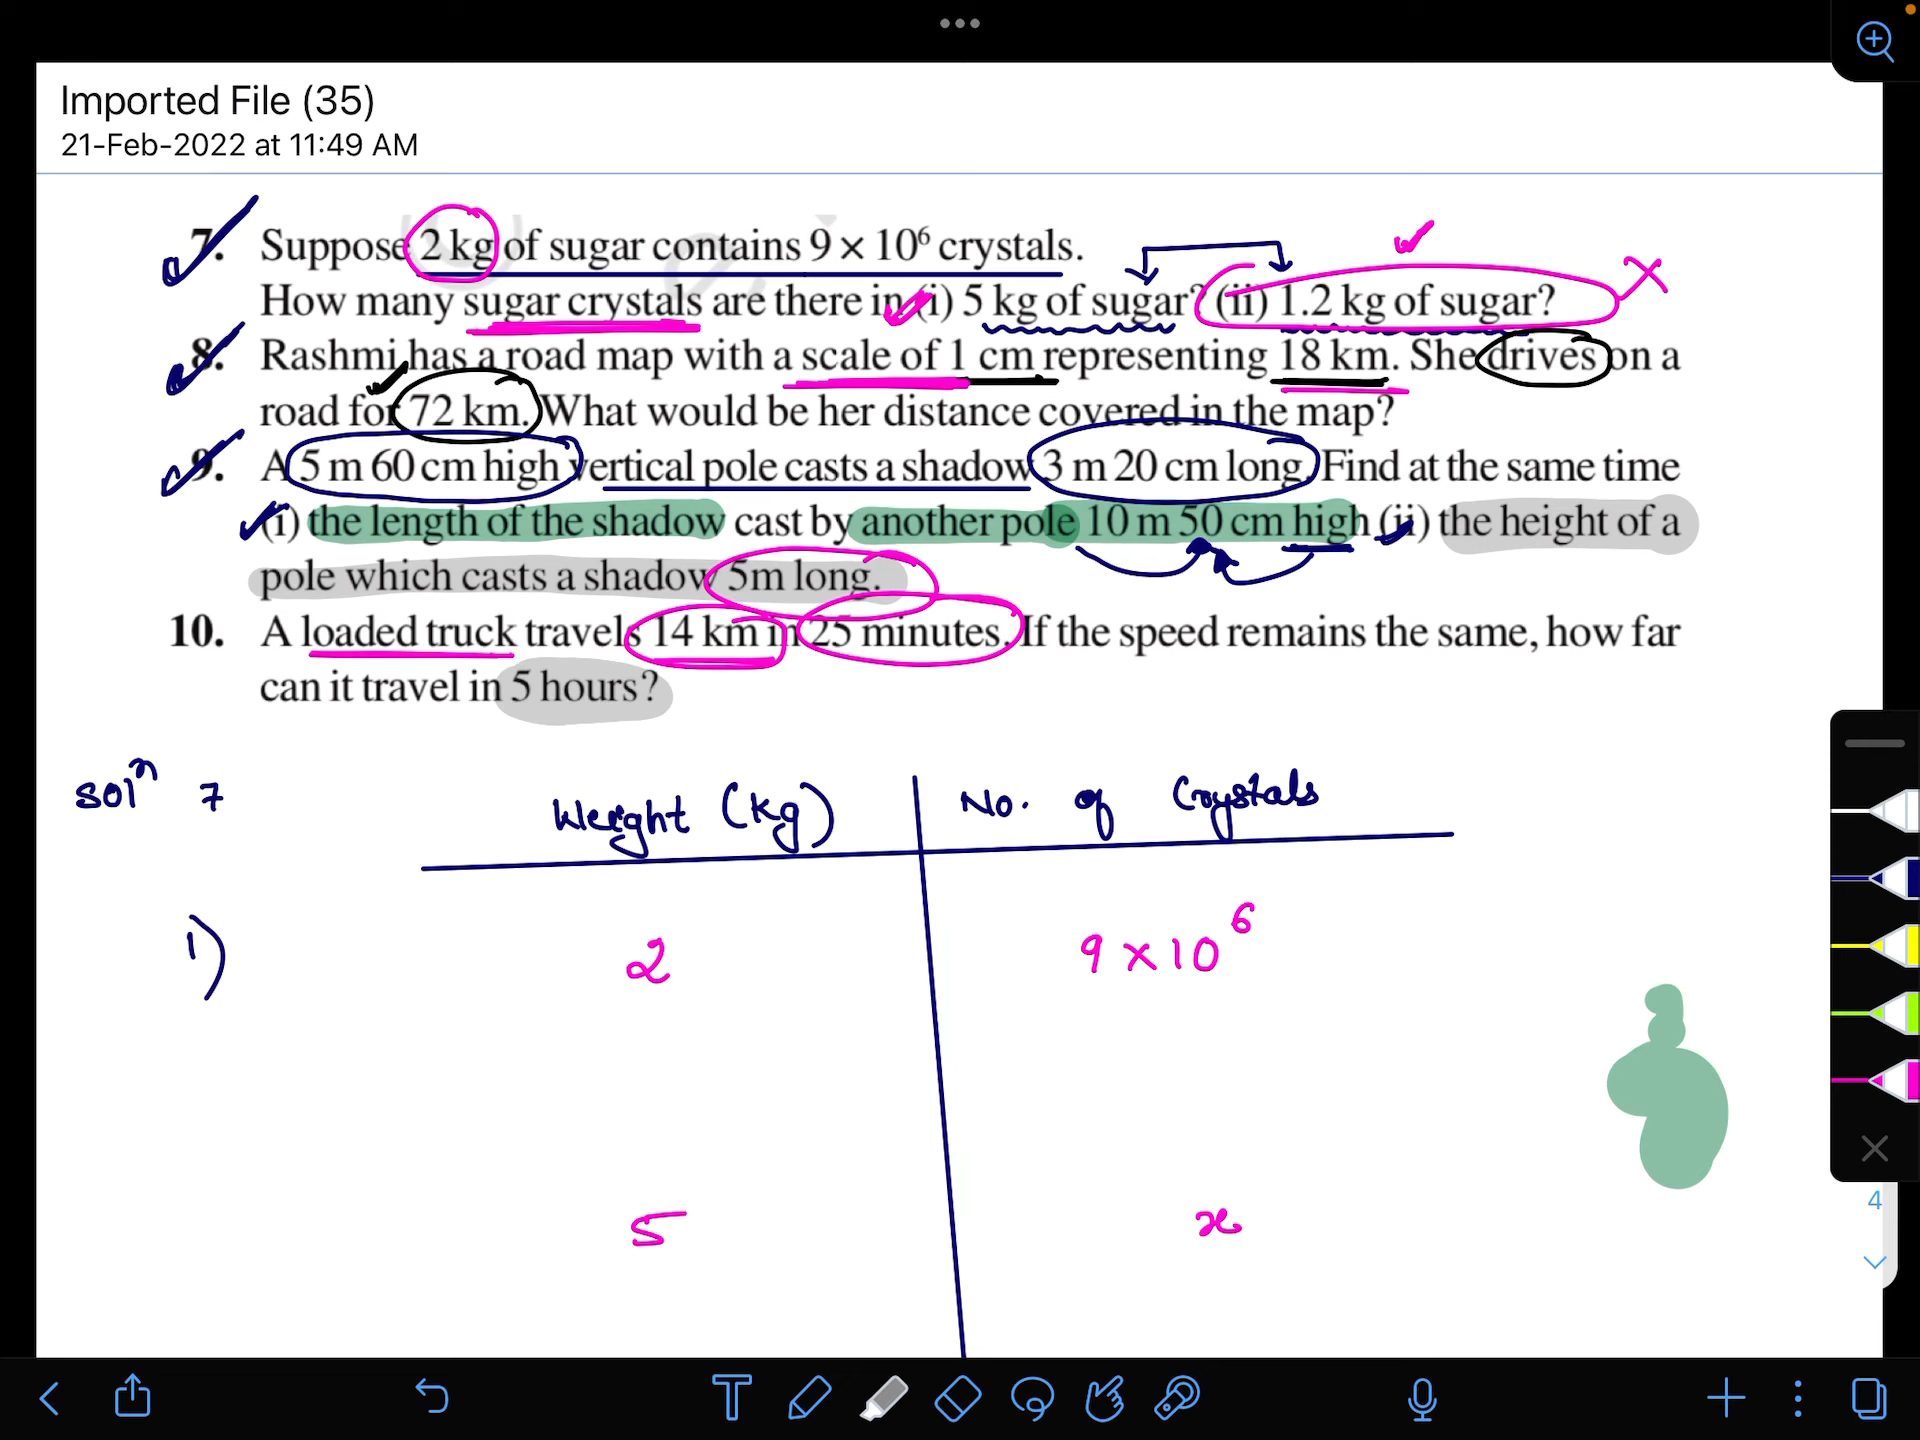 Imported File (35)
21-Feb-2022 at 11:49 AM
7. Suppose 2 kg of sugar contains 9 × 10⁶ crystals.
How many sugar crystals are there in (i) 5 kg of sugar? (ii) 1.2 kg of sugar?
8. Rashmi has a road map with a scale of 1 cm representing 18 km. She drives on a
road for 72 km. What would be her distance covered in the map?
9. A 5 m 60 cm high vertical pole casts a shadow 3 m 20 cm long. Find at the same time
(i) the length of the shadow cast by another pole 10 m 50 cm high (ii) the height of a
pole which casts a shadow 5m long.
10. A loaded truck travels 14 km in 25 minutes. If the speed remains the same, how far
can it travel in 5 hours?
Solⁿ 7
Weight (Kg) No. of Crystals
i) 2 9 × 10⁶
5 x
4